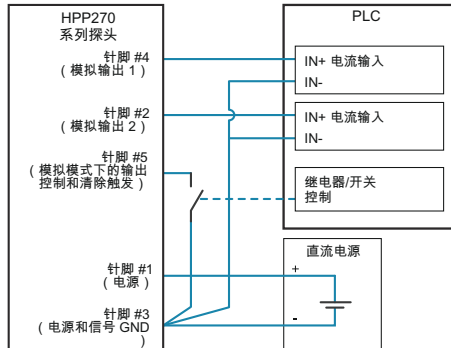 HPP270
系列探头
针脚 #4
（模拟输出 1）
针脚 #2
（模拟输出 2）
针脚 #5
（模拟模式下的输出
控制和清除触发）
针脚 #1
（电源）
针脚 #3
（电源和信号 GND
）
PLC
IN+ 电流输入
IN-
IN+ 电流输入
IN-
继电器/开关
控制
直流电源
+
-